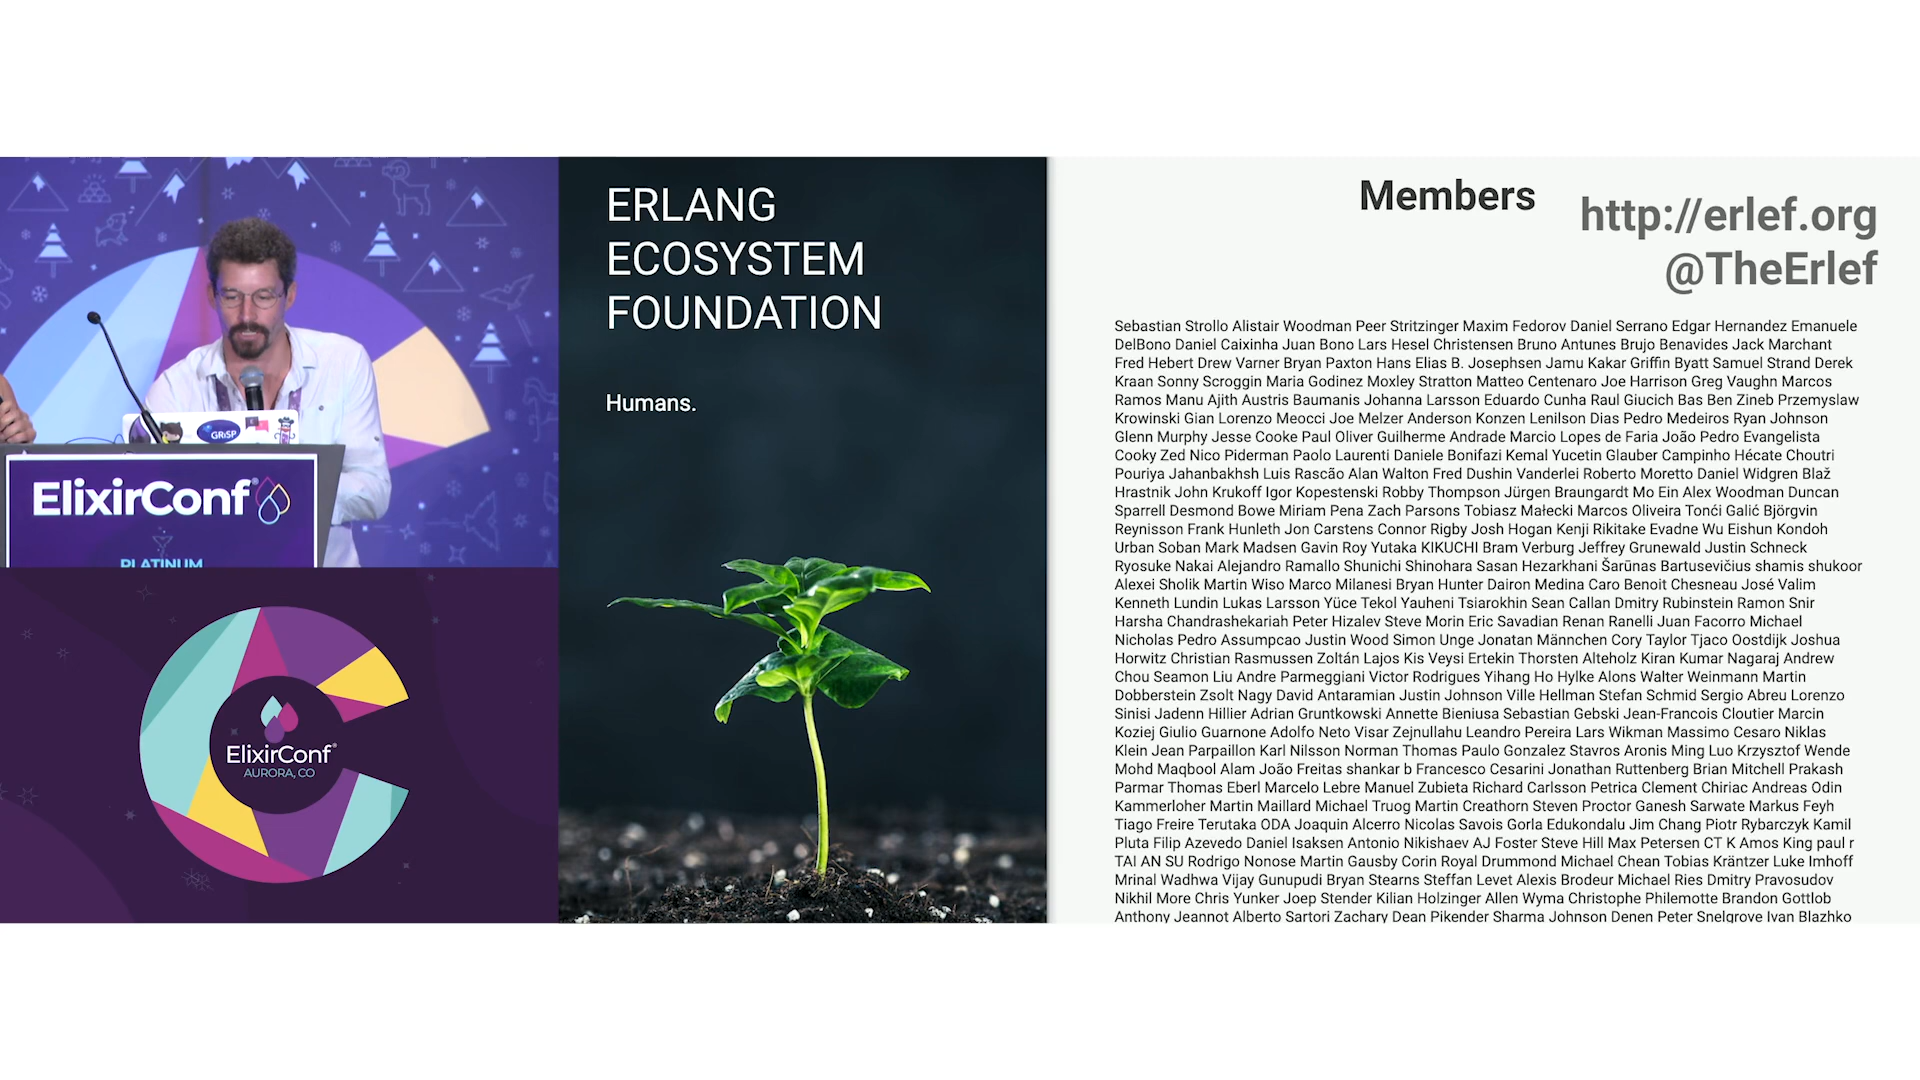 GRiSP
ElixirConf
PLATINUM
ElixirConf
AURORA, CO
ERLANG
ECOSYSTEM
FOUNDATION
Humans.
Members
http://erlef.org
@TheErlef
Sebastian Strollo Alistair Woodman Peer Stritzinger Maxim Fedorov Daniel Serrano Edgar Hernandez Emanuele
DelBono Daniel Caixinha Juan Bono Lars Hesel Christensen Bruno Antunes Brujo Benavides Jack Marchant
Fred Hebert Drew Varner Bryan Paxton Hans Elias B. Josephsen Jamu Kakar Griffin Byatt Samuel Strand Derek
Kraan Sonny Scroggin Maria Godinez Moxley Stratton Matteo Centenaro Joe Harrison Greg Vaughn Marcos
Ramos Manu Ajith Austris Baumanis Johanna Larsson Eduardo Cunha Raul Giucich Bas Ben Zineb Przemyslaw
Krowinski Gian Lorenzo Meocci Joe Melzer Anderson Konzen Lenilson Dias Pedro Medeiros Ryan Johnson
Glenn Murphy Jesse Cooke Paul Oliver Guilherme Andrade Marcio Lopes de Faria João Pedro Evangelista
Cooky Zed Nico Piderman Paolo Laurenti Daniele Bonifazi Kemal Yucetin Glauber Campinho Hécate Choutri
Pouriya Jahanbakhsh Luis Rascão Alan Walton Fred Dushin Vanderlei Roberto Moretto Daniel Widgren Blaž
Hrastnik John Krukoff Igor Kopestenski Robby Thompson Jürgen Braungardt Mo Ein Alex Woodman Duncan
Sparrell Desmond Bowe Miriam Pena Zach Parsons Tobiasz Małecki Marcos Oliveira Tonći Galić Björgvin
Reynisson Frank Hunleth Jon Carstens Connor Rigby Josh Hogan Kenji Rikitake Evadne Wu Eishun Kondoh
Urban Soban Mark Madsen Gavin Roy Yutaka KIKUCHI Bram Verburg Jeffrey Grunewald Justin Schneck
Ryosuke Nakai Alejandro Ramallo Shunichi Shinohara Sasan Hezarkhani Šarūnas Bartusevičius shamis shukoor
Alexei Sholik Martin Wiso Marco Milanesi Bryan Hunter Dairon Medina Caro Benoit Chesneau José Valim
Kenneth Lundin Lukas Larsson Yüce Tekol Yauheni Tsiarokhin Sean Callan Dmitry Rubinstein Ramon Snir
Harsha Chandrashekariah Peter Hizalev Steve Morin Eric Savadian Renan Ranelli Juan Facorro Michael
Nicholas Pedro Assumpcao Justin Wood Simon Unge Jonatan Männchen Cory Taylor Tjaco Oostdijk Joshua
Horwitz Christian Rasmussen Zoltán Lajos Kis Veysi Ertekin Thorsten Alteholz Kiran Kumar Nagaraj Andrew
Chou Seamon Liu Andre Parmeggiani Victor Rodrigues Yihang Ho Hylke Alons Walter Weinmann Martin
Dobberstein Zsolt Nagy David Antaramian Justin Johnson Ville Hellman Stefan Schmid Sergio Abreu Lorenzo
Sinisi Jadenn Hillier Adrian Gruntkowski Annette Bieniusa Sebastian Gebski Jean-Francois Cloutier Marcin
Koziej Giulio Guarnone Adolfo Neto Visar Zejnullahu Leandro Pereira Lars Wikman Massimo Cesaro Niklas
Klein Jean Parpaillon Karl Nilsson Norman Thomas Paulo Gonzalez Stavros Aronis Ming Luo Krzysztof Wende
Mohd Maqbool Alam João Freitas shankar b Francesco Cesarini Jonathan Ruttenberg Brian Mitchell Prakash
Parmar Thomas Eberl Marcelo Lebre Manuel Zubieta Richard Carlsson Petrica Clement Chiriac Andreas Odin
Kammerloher Martin Maillard Michael Truog Martin Creathorn Steven Proctor Ganesh Sarwate Markus Feyh
Tiago Freire Terutaka ODA Joaquin Alcerro Nicolas Savois Gorla Edukondalu Jim Chang Piotr Rybarczyk Kamil
Pluta Filip Azevedo Daniel Isaksen Antonio Nikishaev AJ Foster Steve Hill Max Petersen CT K Amos King paul r
TAI AN SU Rodrigo Nonose Martin Gausby Corin Royal Drummond Michael Chean Tobias Kräntzer Luke Imhoff
Mrinal Wadhwa Vijay Gunupudi Bryan Stearns Steffan Levet Alexis Brodeur Michael Ries Dmitry Pravosudov
Nikhil More Chris Yunker Joep Stender Kilian Holzinger Allen Wyma Christophe Philemotte Brandon Gottlob
Anthony Jeannot Alberto Sartori Zachary Dean Pikender Sharma Johnson Denen Peter Snelgrove Ivan Blazhko